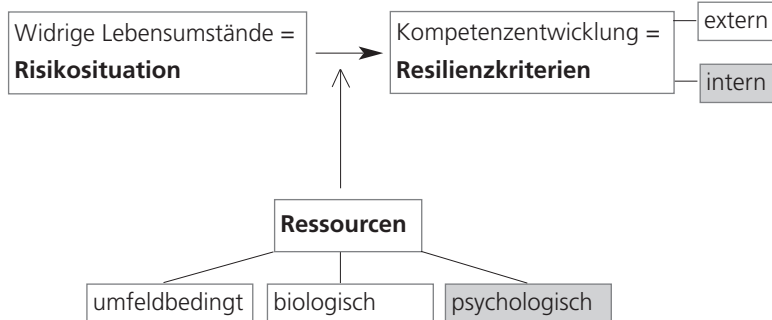 Widrige Lebensumstände =
Risikosituation
Kompetenzentwicklung =
Resilienzkriterien
extern
intern
Ressourcen
umfeldbedingt
biologisch
psychologisch